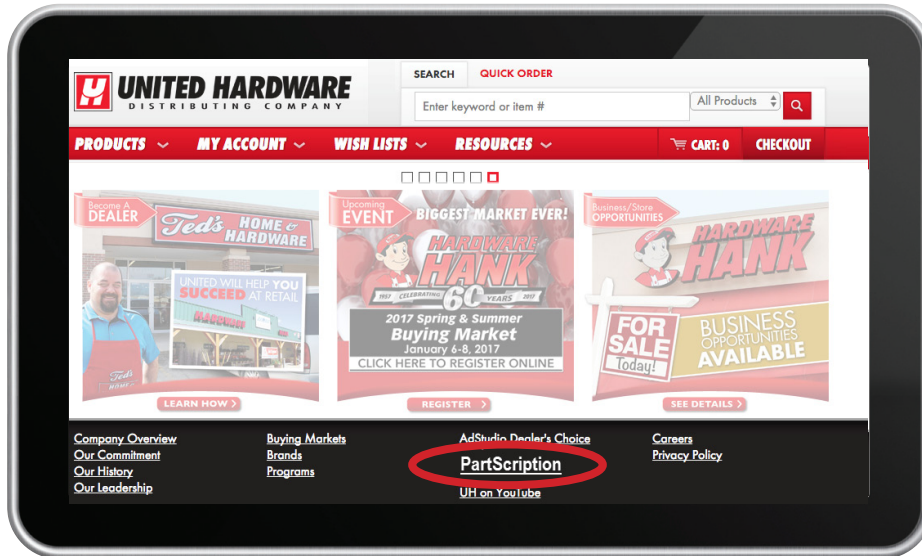 SEARCH QUICK ORDER
UNITED HARDWARE
DISTRIBUTING COMPANY
Enter keyword or item #
All Products
PRODUCTS MY ACCOUNT WISH LISTS RESOURCES CART: 0 CHECKOUT
Become A
DEALER
Ted's HOME &
HARDWARE
UNITED WILL HELP YOU
SUCCEED AT RETAIL
HARDWARE
Ted's
HOME &
LEARN HOW >
Upcoming
EVENT
BIGGEST MARKET EVER!
HARDWARE
HANK
1957 CELEBRATING 60 YEARS 2017
2017 Spring & Summer
Buying Market
January 6-8, 2017
CLICK HERE TO REGISTER ONLINE
REGISTER >
Business/Store
OPPORTUNITIES
HARDWARE
HANK
FOR
SALE
Today!
BUSINESS
OPPORTUNITIES
AVAILABLE
SEE DETAILS >
Company Overview
Our Commitment
Our History
Our Leadership
Buying Markets
Brands
Programs
AdStudio Dealer's Choice
PartScription
UH on YouTube
Careers
Privacy Policy